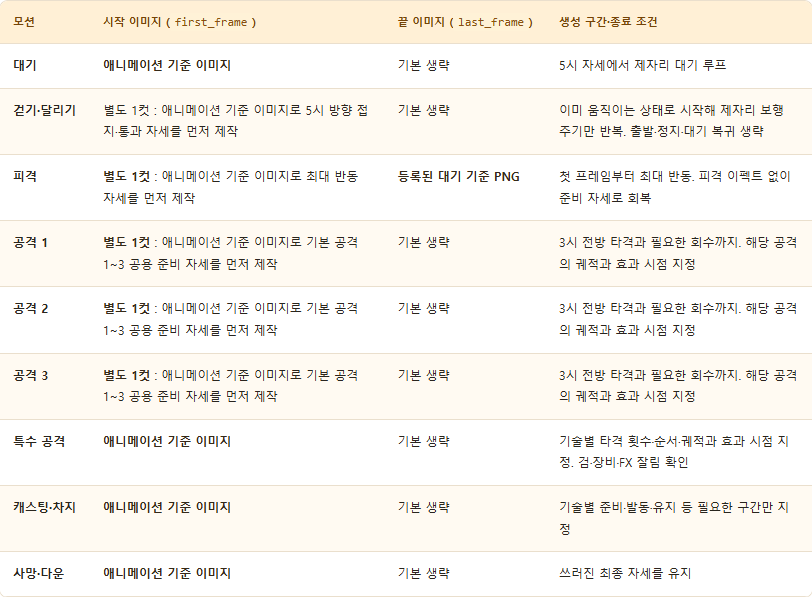 모션 시작 이미지 ( first_frame ) 끝 이미지 ( last_frame ) 생성 구간·종료 조건
대기 애니메이션 기준 이미지 기본 생략 5시 자세에서 제자리 대기 루프
걷기·달리기 별도 1컷 : 애니메이션 기준 이미지로 5시 방향 접 기본 생략 이미 움직이는 상태로 시작해 제자리 보행
지·통과 자세를 먼저 제작 주기만 반복. 출발·정지·대기 복귀 생략
피격 별도 1컷 : 애니메이션 기준 이미지로 최대 반동 등록된 대기 기준 PNG 첫 프레임부터 최대 반동. 피격 이펙트 없이
자세를 먼저 제작 준비 자세로 회복
공격 1 별도 1컷 : 애니메이션 기준 이미지로 기본 공격 기본 생략 3시 전방 타격과 필요한 회수까지. 해당 공격
1~3 공용 준비 자세를 먼저 제작 의 궤적과 효과 시점 지정
공격 2 별도 1컷 : 애니메이션 기준 이미지로 기본 공격 기본 생략 3시 전방 타격과 필요한 회수까지. 해당 공격
1~3 공용 준비 자세를 먼저 제작 의 궤적과 효과 시점 지정
공격 3 별도 1컷 : 애니메이션 기준 이미지로 기본 공격 기본 생략 3시 전방 타격과 필요한 회수까지. 해당 공격
1~3 공용 준비 자세를 먼저 제작 의 궤적과 효과 시점 지정
특수 공격 애니메이션 기준 이미지 기본 생략 기술별 타격 횟수·순서·궤적과 효과 시점 지
정. 검·장비·FX 잘림 확인
캐스팅·차지 애니메이션 기준 이미지 기본 생략 기술별 준비·발동·유지 등 필요한 구간만 지
정
사망·다운 애니메이션 기준 이미지 기본 생략 쓰러진 최종 자세를 유지